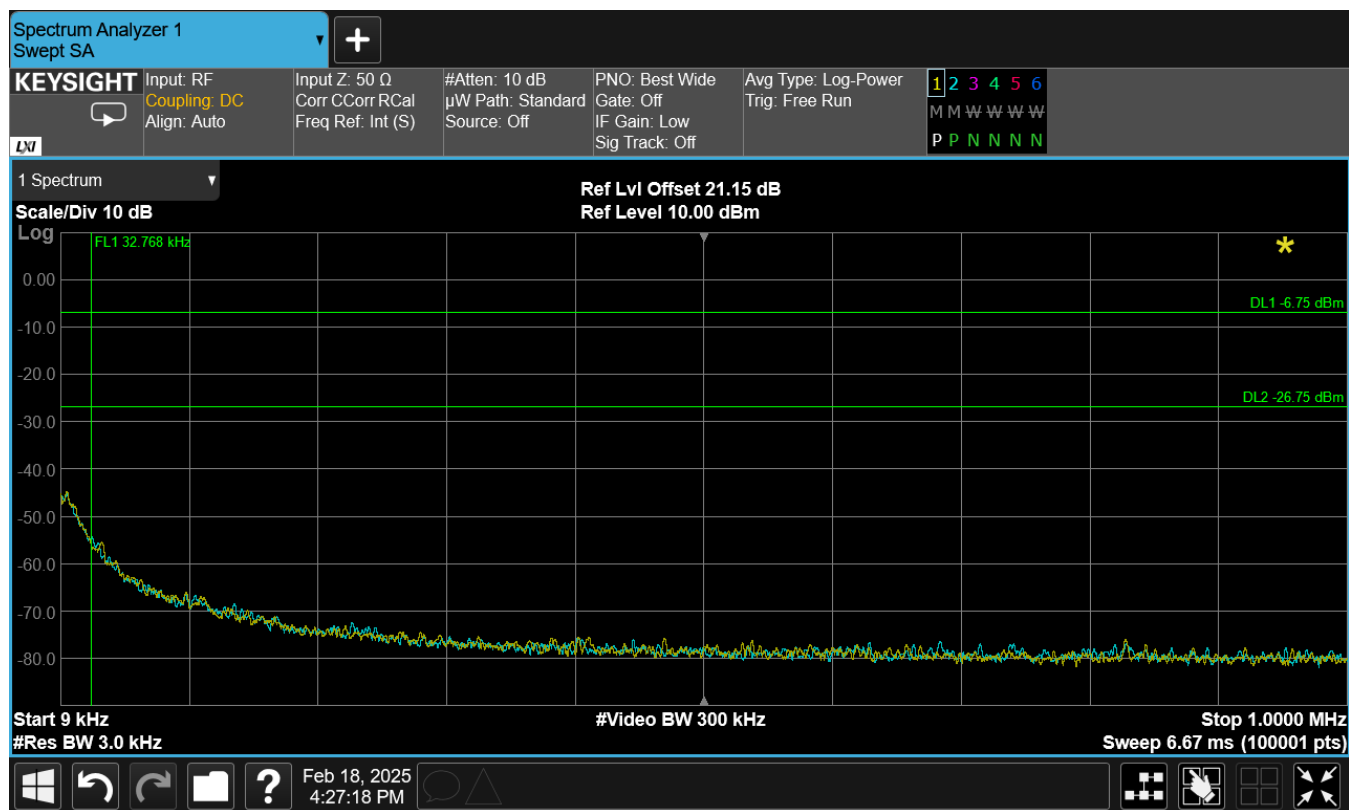 Spectrum Analyzer 1
Swept SA
KEYSIGHT
LXI
Input: RF
Coupling: DC
Align: Auto
Input Z: 50 Ω
Corr CCorr RCal
Freq Ref: Int (S)
#Atten: 10 dB
µW Path: Standard
Source: Off
PNO: Best Wide
Gate: Off
IF Gain: Low
Sig Track: Off
Avg Type: Log-Power
Trig: Free Run
1 2 3 4 5 6
M M W W W W
P P N N N N
1 Spectrum
Scale/Div 10 dB
Ref Lvl Offset 21.15 dB
Ref Level 10.00 dBm
Log
FL1 32.768 kHz
0.00
DL1 -6.75 dBm
-10.0
-20.0
DL2 -26.75 dBm
-30.0
-40.0
-50.0
-60.0
-70.0
-80.0
Start 9 kHz
#Video BW 300 kHz
Stop 1.0000 MHz
#Res BW 3.0 kHz
Sweep 6.67 ms (100001 pts)
?
Feb 18, 2025
4:27:18 PM